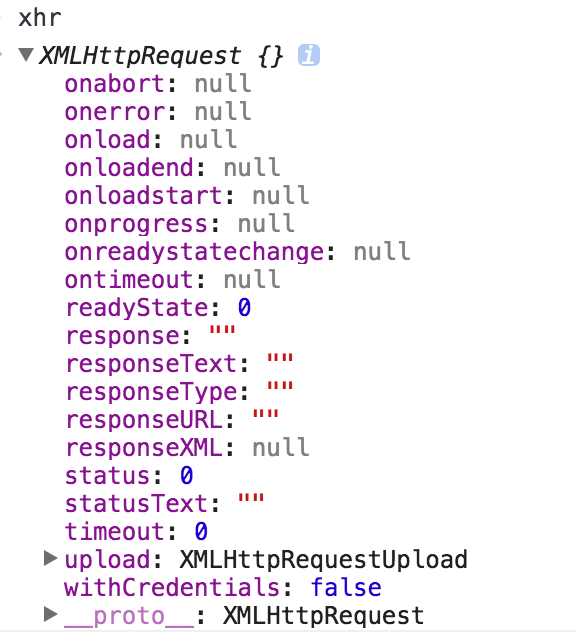 xhr
XMLHttpRequest {} i
onabort: null
onerror: null
onload: null
onloadend: null
onloadstart: null
onprogress: null
onreadystatechange: null
ontimeout: null
readyState: 0
response: ""
responseText: ""
responseType: ""
responseURL: ""
responseXML: null
status: 0
statusText: ""
timeout: 0
upload: XMLHttpRequestUpload
withCredentials: false
__proto__: XMLHttpRequest